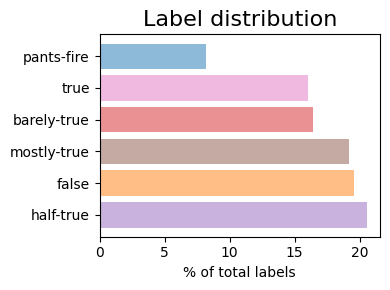 Label distribution
pants-fire
true
barely-true
mostly-true
false
half-true
0 5 10 15 20
% of total labels